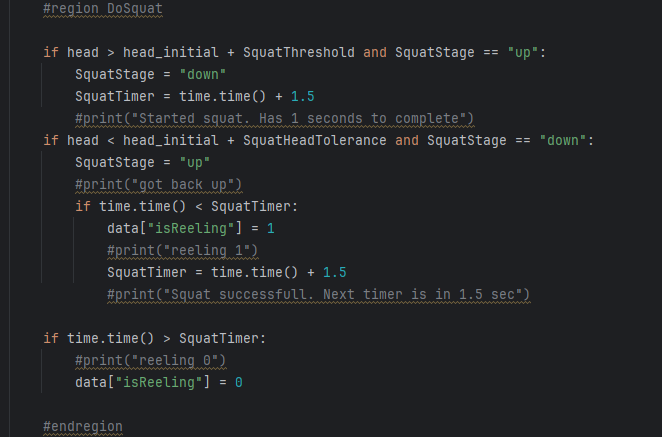 #region DoSquat
if head > head_initial + SquatThreshold and SquatStage == "up":
SquatStage = "down"
SquatTimer = time.time() + 1.5
#print("Started squat. Has 1 seconds to complete")
if head < head_initial + SquatHeadTolerance and SquatStage == "down":
SquatStage = "up"
#print("got back up")
if time.time() < SquatTimer:
data["isReeling"] = 1
#print("reeling 1")
SquatTimer = time.time() + 1.5
#print("Squat successfull. Next timer is in 1.5 sec")
if time.time() > SquatTimer:
#print("reeling 0")
data["isReeling"] = 0
#endregion